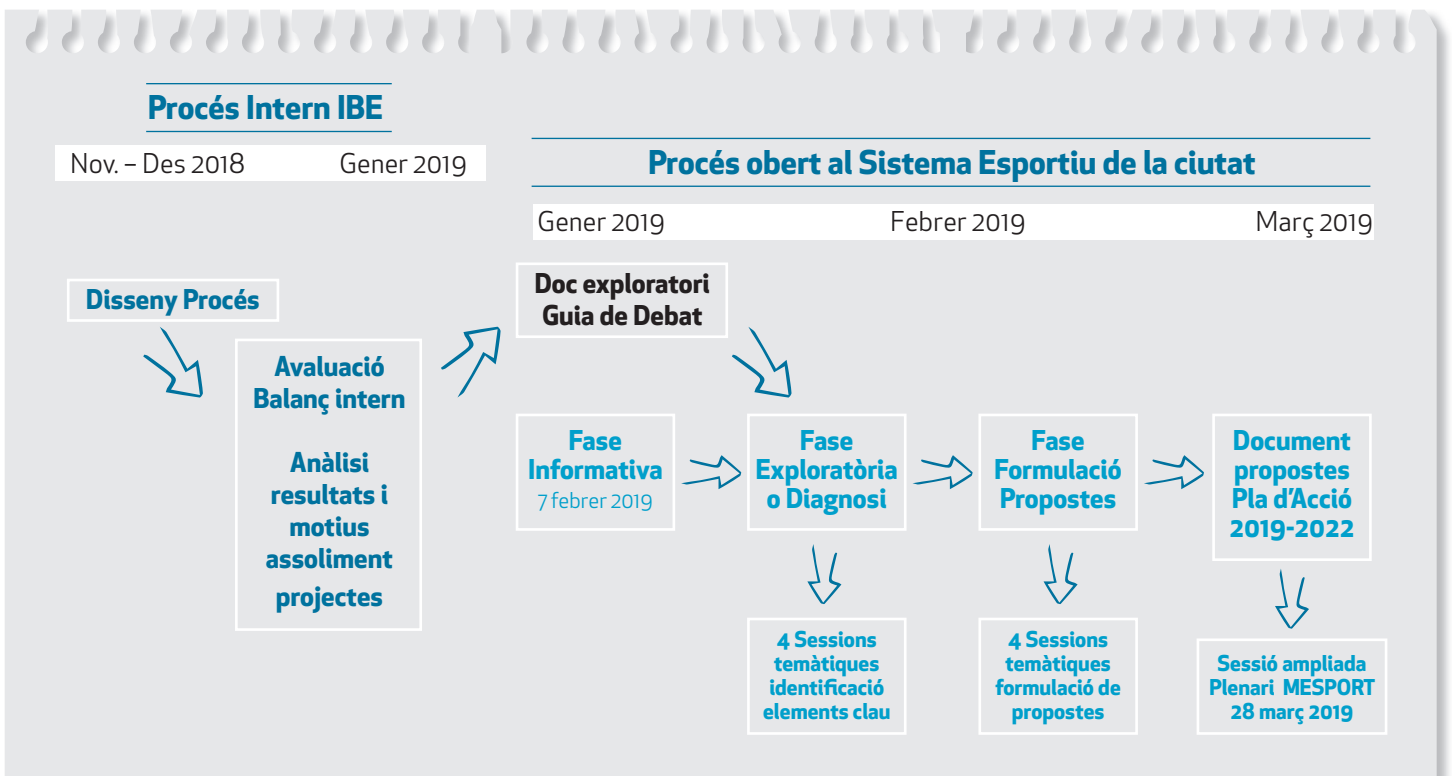 Procés Intern IBE
Nov. – Des 2018 Gener 2019
Procés obert al Sistema Esportiu de la ciutat
Gener 2019 Febrer 2019 Març 2019
Disseny Procés
Avaluació
Balanç intern
Anàlisi
resultats i
motius
assoliment
projectes
Doc exploratori
Guia de Debat
Fase
Informativa
7 febrer 2019
Fase
Exploratòria
o Diagnosi
Fase
Formulació
Propostes
Document
propostes
Pla d'Acció
2019-2022
4 Sessions
temàtiques
identificació
elements clau
4 Sessions
temàtiques
formulació de
propostes
Sessió ampliada
Plenari MESPORT
28 març 2019